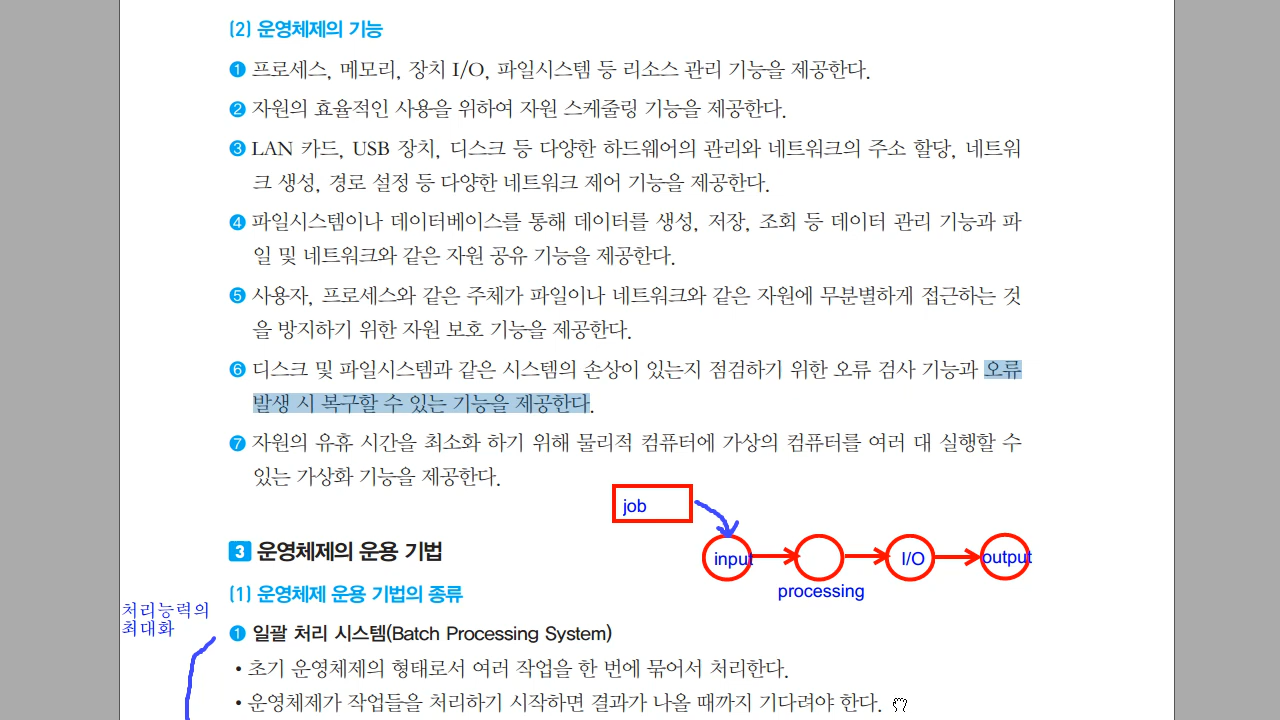 (2) 운영체제의 기능
1 프로세스, 메모리, 장치 I/O, 파일시스템 등 리소스 관리 기능을 제공한다.
2 자원의 효율적인 사용을 위하여 자원 스케줄링 기능을 제공한다.
3 LAN 카드, USB 장치, 디스크 등 다양한 하드웨어의 관리와 네트워크의 주소 할당, 네트워
크 생성, 경로 설정 등 다양한 네트워크 제어 기능을 제공한다.
4 파일시스템이나 데이터베이스를 통해 데이터를 생성, 저장, 조회 등 데이터 관리 기능과 파
일 및 네트워크와 같은 자원 공유 기능을 제공한다.
5 사용자, 프로세스와 같은 주체가 파일이나 네트워크와 같은 자원에 무분별하게 접근하는 것
을 방지하기 위한 자원 보호 기능을 제공한다.
6 디스크 및 파일시스템과 같은 시스템의 손상이 있는지 점검하기 위한 오류 검사 기능과 오류
발생 시 복구할 수 있는 기능을 제공한다.
7 자원의 유휴 시간을 최소화 하기 위해 물리적 컴퓨터에 가상의 컴퓨터를 여러 대 실행할 수
있는 가상화 기능을 제공한다.
job
input
I/O
output
processing
3 운영체제의 운용 기법
(1) 운영체제 운용 기법의 종류
처리능력의
최대화
1 일괄 처리 시스템(Batch Processing System)
• 초기 운영체제의 형태로서 여러 작업을 한 번에 묶어서 처리한다.
• 운영체제가 작업들을 처리하기 시작하면 결과가 나올 때까지 기다려야 한다.